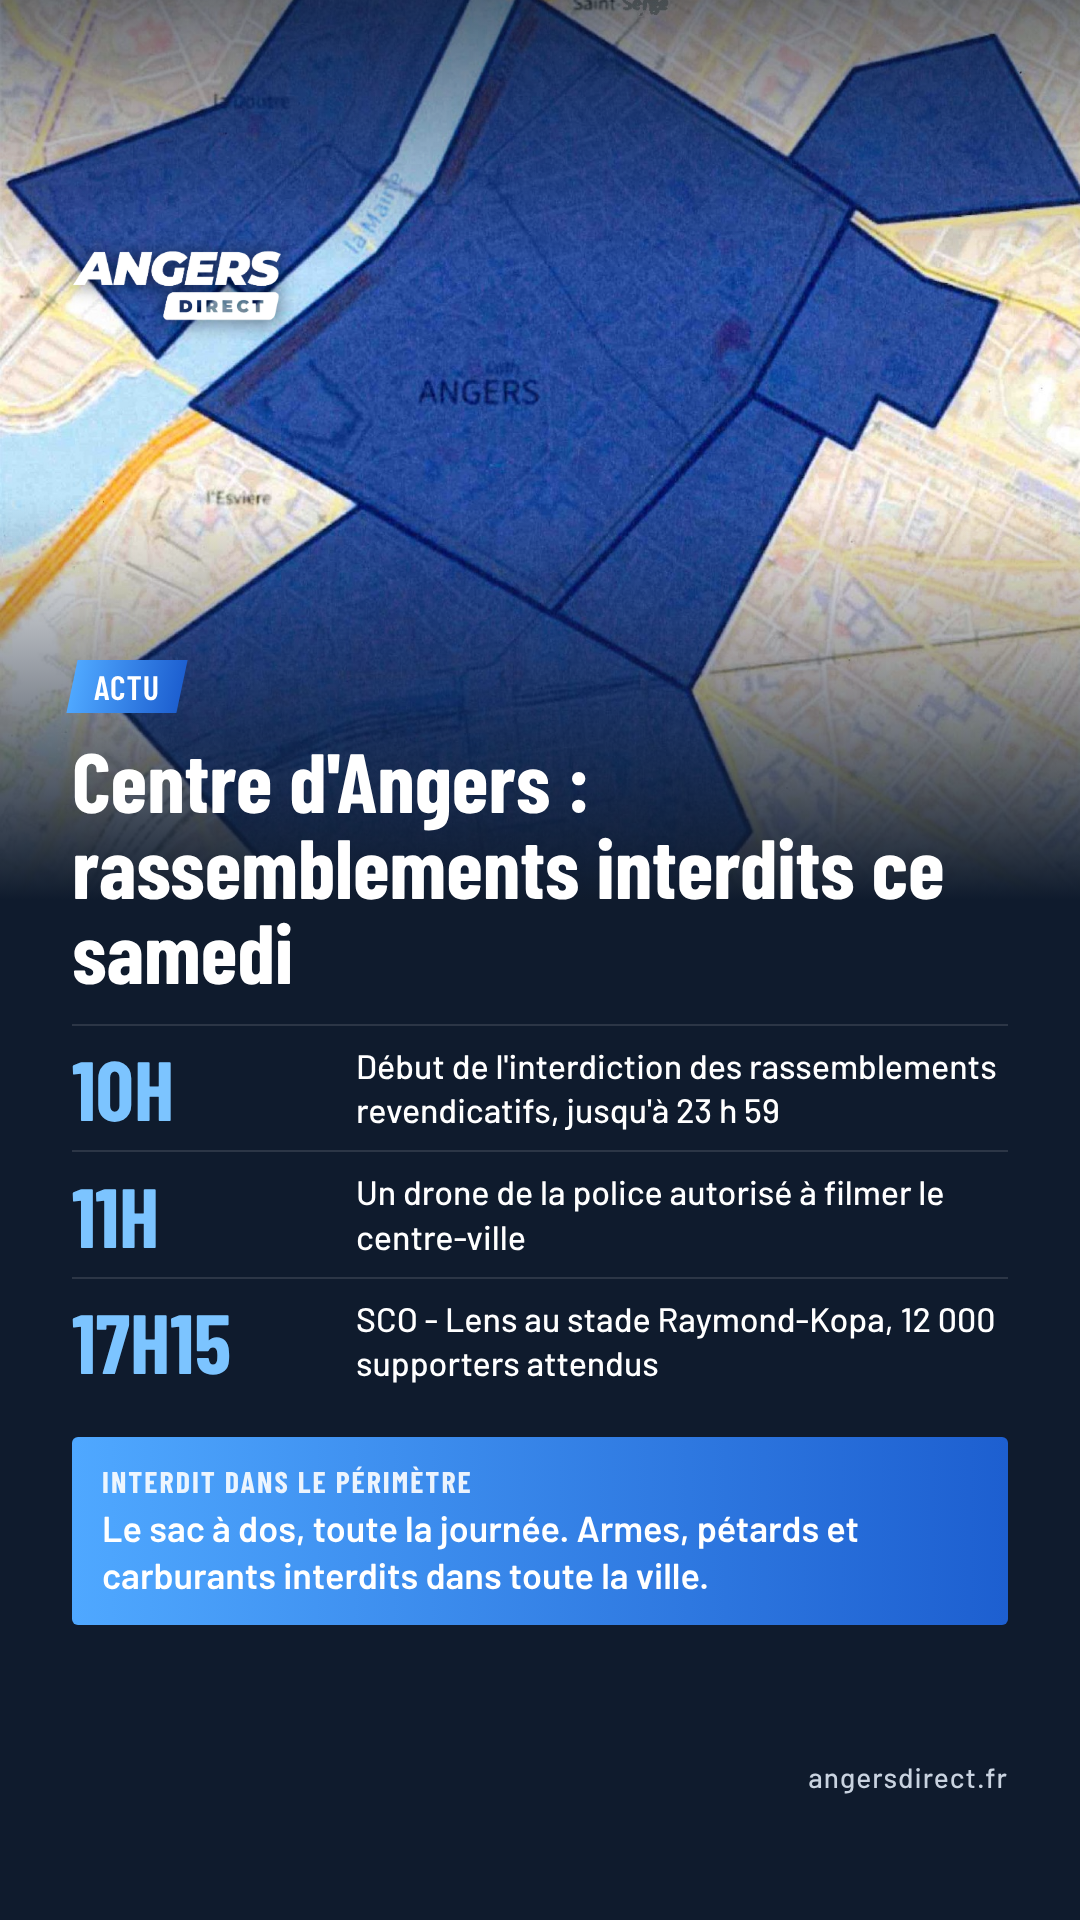 Saint-Serge
la Doutre
la Maine
ANGERS
DIRECT
ANGERS
l'Esvière
ACTU
Centre d'Angers :
rassemblements interdits ce
samedi
10H
Début de l'interdiction des rassemblements
revendicatifs, jusqu'à 23 h 59
11H
Un drone de la police autorisé à filmer le
centre-ville
17H15
SCO - Lens au stade Raymond-Kopa, 12 000
supporters attendus
INTERDIT DANS LE PÉRIMÈTRE
Le sac à dos, toute la journée. Armes, pétards et
carburants interdits dans toute la ville.
angersdirect.fr